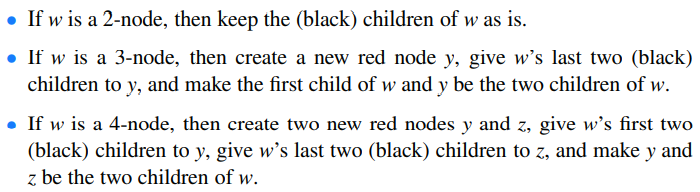 • If w is a 2-node, then keep the (black) children of w as is.
• If w is a 3-node, then create a new red node y, give w’s last two (black)
children to y, and make the first child of w and y be the two children of w.
• If w is a 4-node, then create two new red nodes y and z, give w’s first two
(black) children to y, give w’s last two (black) children to z, and make y and
z be the two children of w.